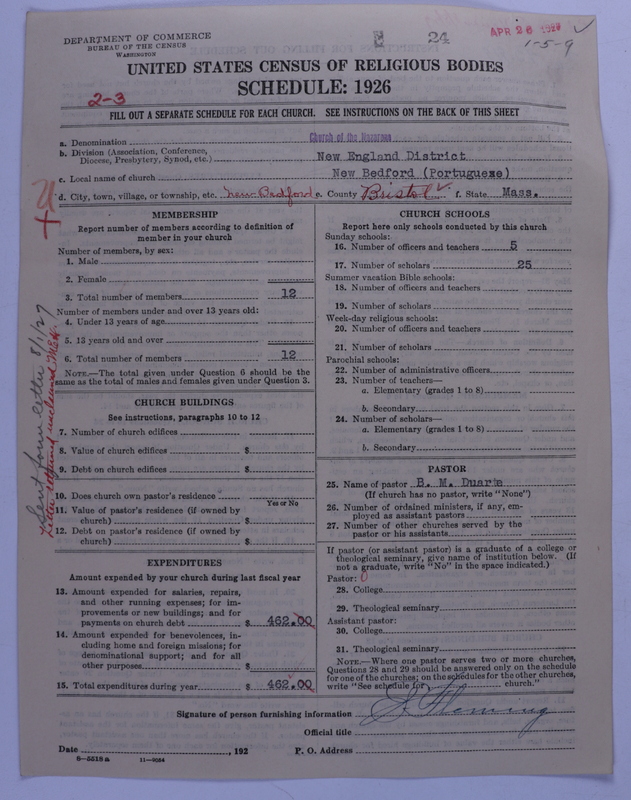 DEPARTMENT OF COMMERCE
BUREAU OF THE CENSUS
WASHINGTON
24
APR 26 1928
1-5-9
UNITED STATES CENSUS OF RELIGIOUS BODIES
SCHEDULE: 1926
2-3
FILL OUT A SEPARATE SCHEDULE FOR EACH CHURCH. SEE INSTRUCTIONS ON THE BACK OF THIS SHEET
a. Denomination Church of the Nazarene
b. Division (Association, Conference, Diocese, Presbytery, Synod, etc.) New England District
c. Local name of church New Bedford (Portuguese)
d. City, town, village, or township, etc. New Bedford e. County Bristol f. State Mass.
MEMBERSHIP
Report number of members according to definition of
member in your church
Number of members, by sex:
1. Male
2. Female
3. Total number of members 12
Number of members under and over 13 years old:
4. Under 13 years of age
5. 13 years old and over
6. Total number of members 12
NOTE.—The total given under Question 6 should be the
same as the total of males and females given under Question 3.
CHURCH BUILDINGS
See instructions, paragraphs 10 to 12
7. Number of church edifices
8. Value of church edifices $
9. Debt on church edifices $
10. Does church own pastor's residence
Yes or No
11. Value of pastor's residence (if owned by
church) $
12. Debt on pastor's residence (if owned by
church) $
EXPENDITURES
Amount expended by your church during last fiscal year
13. Amount expended for salaries, repairs,
and other running expenses; for im-
provements or new buildings; and for
payments on church debt $ 462.00
14. Amount expended for benevolences, in-
cluding home and foreign missions; for
denominational support; and for all
other purposes $
15. Total expenditures during year $ 462.00
CHURCH SCHOOLS
Report here only schools conducted by this church
Sunday schools:
16. Number of officers and teachers 5
17. Number of scholars 25
Summer vacation Bible schools:
18. Number of officers and teachers
19. Number of scholars
Week-day religious schools:
20. Number of officers and teachers
21. Number of scholars
Parochial schools:
22. Number of administrative officers
23. Number of teachers—
a. Elementary (grades 1 to 8)
b. Secondary
24. Number of scholars—
a. Elementary (grades 1 to 8)
b. Secondary
PASTOR
25. Name of pastor B. M. Duarte
(If church has no pastor, write "None")
26. Number of ordained ministers, if any, em-
ployed as assistant pastors
27. Number of other churches served by the
pastor or his assistants
If pastor (or assistant pastor) is a graduate of a college or
theological seminary, give name of institution below. (If
not a graduate, write "No" in the space indicated.)
Pastor: 0
28. College
29. Theological seminary
Assistant pastor:
30. College
31. Theological seminary
NOTE.—Where one pastor serves two or more churches,
Questions 28 and 29 should be answered only on the schedule
for one of the churches; on the schedules for the other churches,
write "See schedule for church."
Signature of person furnishing information Fleming
Official title
Date , 192 P. O. Address
8-5518a 11-9564
Sent form letter 8/1/27
Letter returned unclaimed